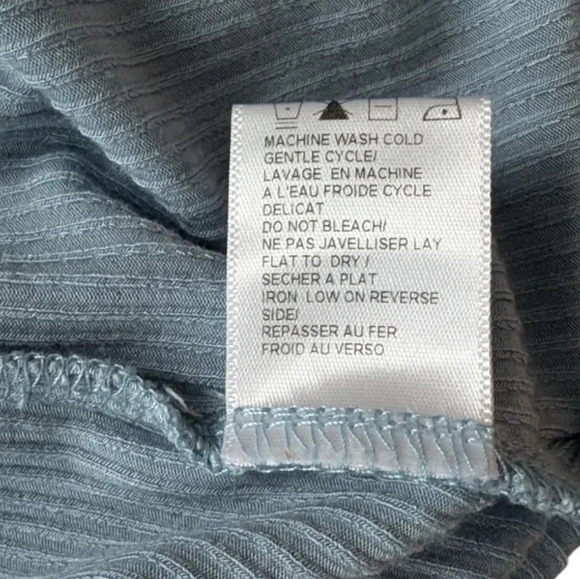 MACHINE WASH COLD
GENTLE CYCLE/
LAVAGE EN MACHINE
A L'EAU FROIDE CYCLE
DELICAT
DO NOT BLEACH/
NE PAS JAVELLISER LAY
FLAT TO DRY /
SECHER A PLAT
IRON LOW ON REVERSE
SIDE/
REPASSER AU FER
FROID AU VERSO